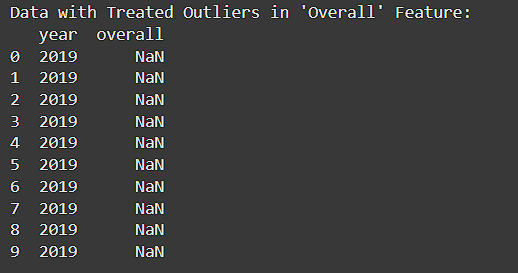 Data with Treated Outliers in 'Overall' Feature:
year overall
0 2019 NaN
1 2019 NaN
2 2019 NaN
3 2019 NaN
4 2019 NaN
5 2019 NaN
6 2019 NaN
7 2019 NaN
8 2019 NaN
9 2019 NaN